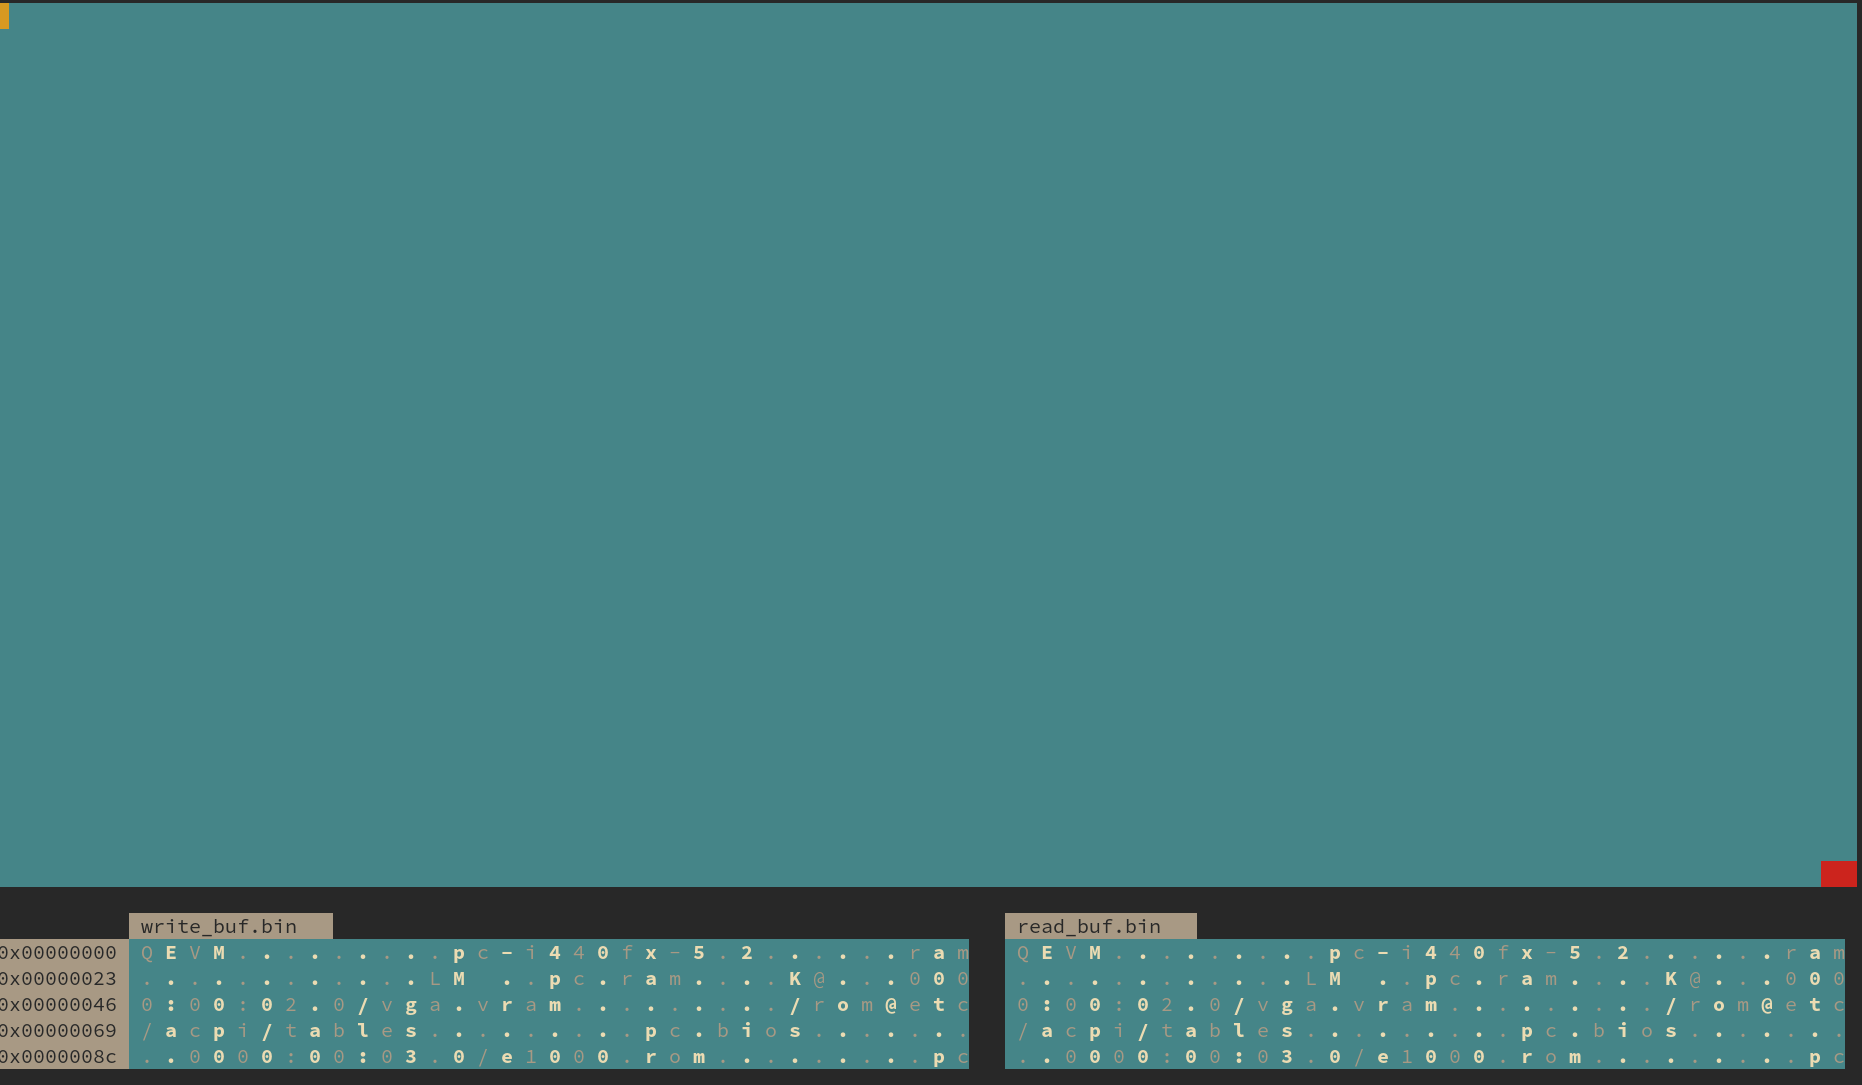 write_buf.bin read_buf.bin
0x00000000 Q E V M . . . . . . . . . p c - i 4 4 0 f x - 5 . 2 . . . . . . r a m Q E V M . . . . . . . . . p c - i 4 4 0 f x - 5 . 2 . . . . . . r a m
0x00000023 . . . . . . . . . . . . L M   . . p c . r a m . . . . K @ . . . 0 0 0 . . . . . . . . . . . . L M   . . p c . r a m . . . . K @ . . . 0 0 0
0x00000046 0 : 0 0 : 0 2 . 0 / v g a . v r a m . . . . . . . . . / r o m @ e t c 0 : 0 0 : 0 2 . 0 / v g a . v r a m . . . . . . . . . / r o m @ e t c
0x00000069 / a c p i / t a b l e s . . . . . . . . . p c . b i o s . . . . . . . / a c p i / t a b l e s . . . . . . . . . p c . b i o s . . . . . . .
0x0000008c . . 0 0 0 0 : 0 0 : 0 3 . 0 / e 1 0 0 0 . r o m . . . . . . . . . p c . . 0 0 0 0 : 0 0 : 0 3 . 0 / e 1 0 0 0 . r o m . . . . . . . . . p c